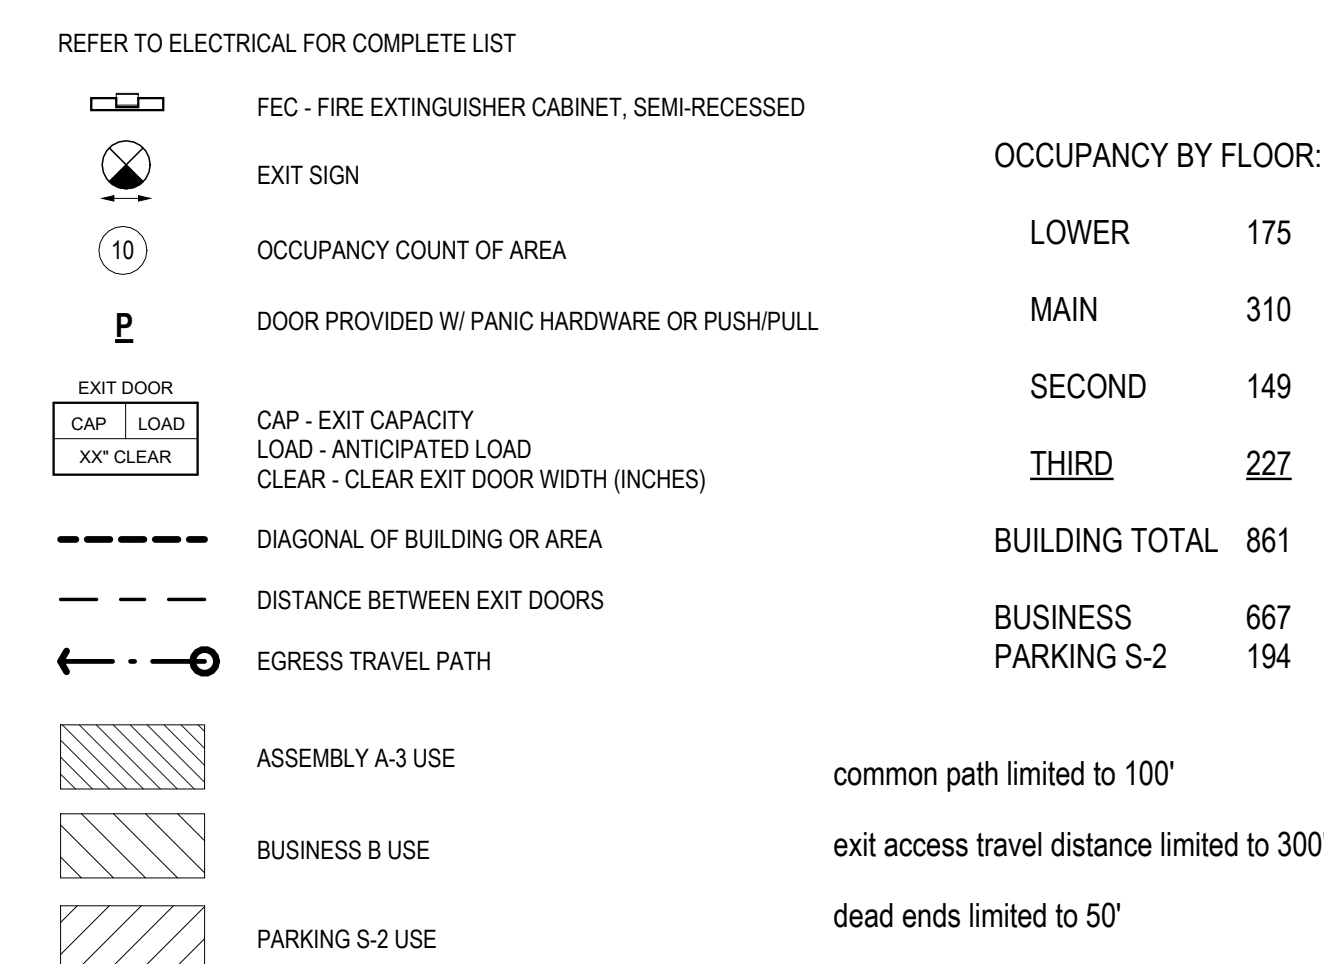 REFER TO ELECTRICAL FOR COMPLETE LIST
FEC - FIRE EXTINGUISHER CABINET, SEMI-RECESSED
EXIT SIGN
10 OCCUPANCY COUNT OF AREA
P DOOR PROVIDED W/ PANIC HARDWARE OR PUSH/PULL
EXIT DOOR
CAP LOAD
XX" CLEAR
CAP - EXIT CAPACITY
LOAD - ANTICIPATED LOAD
CLEAR - CLEAR EXIT DOOR WIDTH (INCHES)
DIAGONAL OF BUILDING OR AREA
DISTANCE BETWEEN EXIT DOORS
EGRESS TRAVEL PATH
ASSEMBLY A-3 USE
BUSINESS B USE
PARKING S-2 USE
OCCUPANCY BY FLOOR:
LOWER 175
MAIN 310
SECOND 149
THIRD 227
BUILDING TOTAL 861
BUSINESS 667
PARKING S-2 194
common path limited to 100'
exit access travel distance limited to 300'
dead ends limited to 50'